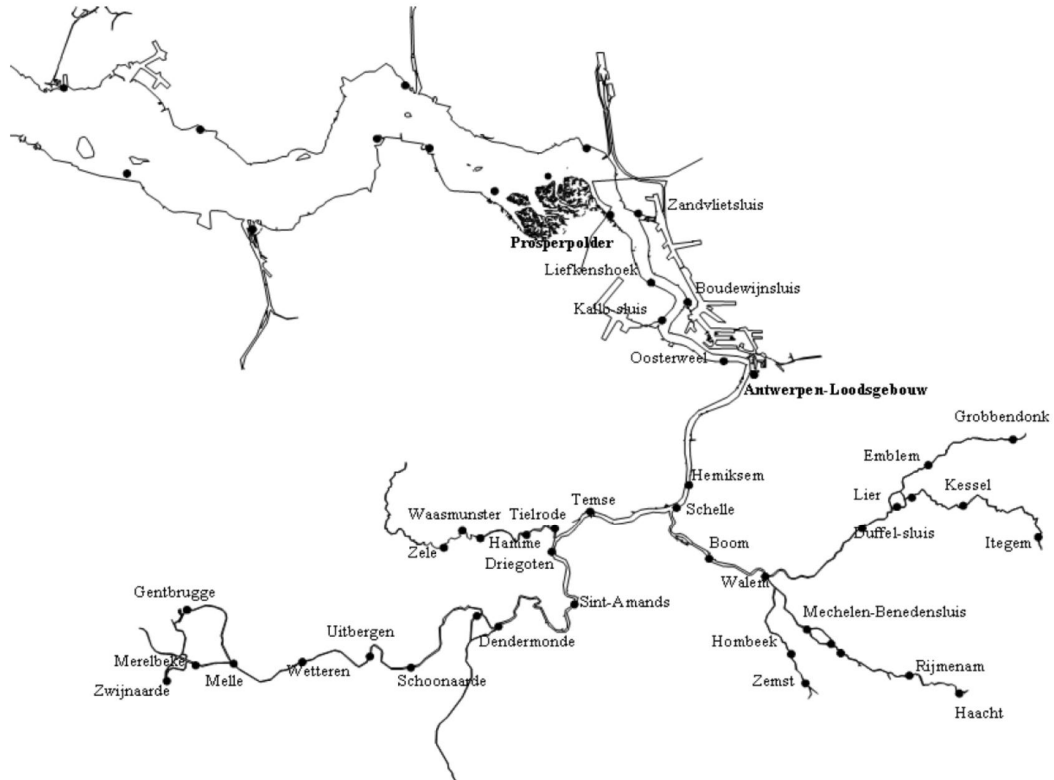 Zandvlietsluis
Prosperpolder
Liefkenshoek
Boudewijnsluis
Kallo-sluis
Oosterweel
Antwerpen-Loodsgebouw
Grobbendonk
Emblem
Hemiksem
Kessel
Lier
Temse
Schelle
Waasmunster
Tielrode
Duffel-sluis
Itegem
Hamme
Boom
Zele
Driegoten
Walem
Gentbrugge
Sint-Amands
Mechelen-Benedensluis
Uitbergen
Dendermonde
Hombeek
Merelbeke
Wetteren
Rijmenam
Melle
Schoonaarde
Zemst
Zwijnaarde
Haacht